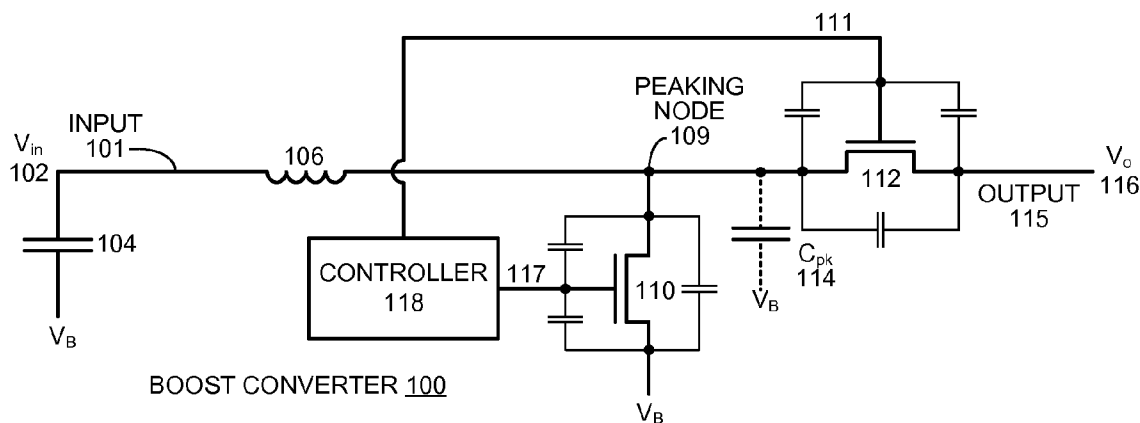 111
PEAKING
NODE
109
INPUT
101
Vin
102
106
Vo
116
112
OUTPUT
115
104
CONTROLLER
118
117
110
Cpk
114
VB
VB
BOOST CONVERTER 100
VB